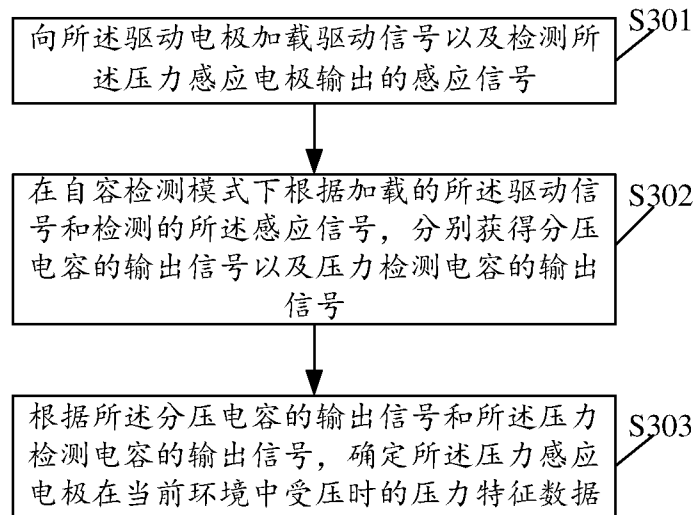 向所述驱动电极加载驱动信号以及检测所
述压力感应电极输出的感应信号
S301
在自容检测模式下根据加载的所述驱动信
号和检测的所述感应信号，分别获得分压
电容的输出信号以及压力检测电容的输出
信号
S302
根据所述分压电容的输出信号和所述压力
检测电容的输出信号，确定所述压力感应
电极在当前环境中受压时的压力特征数据
S303